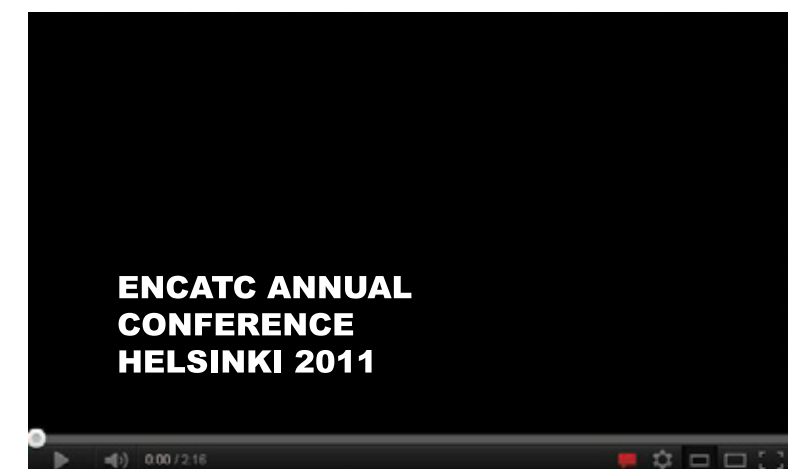 ENCATC ANNUAL
CONFERENCE
HELSINKI 2011
0:00 / 2:16